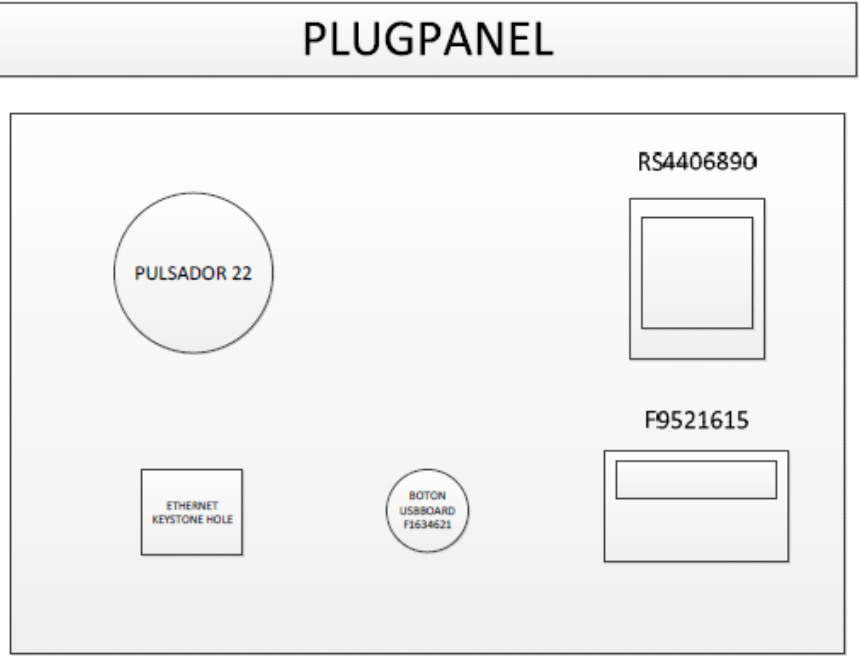 PLUGPANEL
RS4406890
PULSADOR 22
F9521615
ETHERNET
KEYSTONE HOLE
BOTON
USBBOARD
F1634621